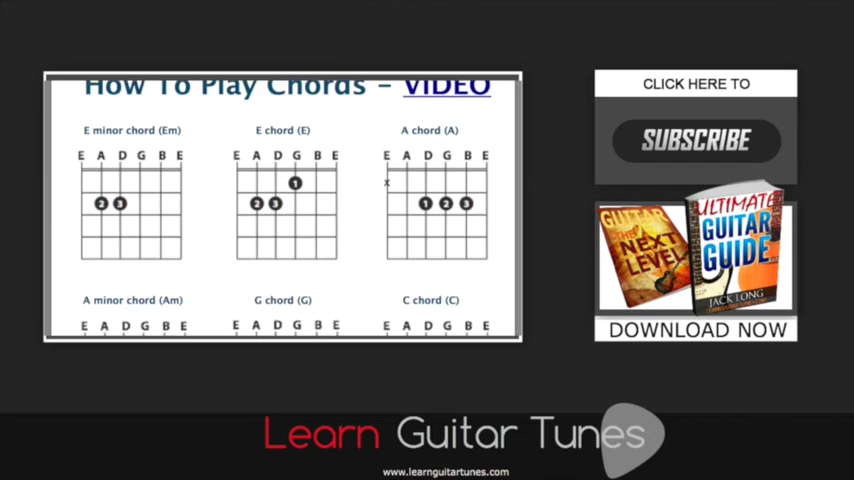 How To Play Chords – VIDEO
E minor chord (Em)
E chord (E)
A chord (A)
E A D G B E
E A D G B E
E A D G B E
1
x
2 3
2 3
1 2 3
A minor chord (Am)
G chord (G)
C chord (C)
E A D G B E
E A D G B E
E A D G B E
CLICK HERE TO
SUBSCRIBE
GUITAR
THE
NEXT
LEVEL
ULTIMATE
GUITAR
GUIDE
JACK LONG
DOWNLOAD NOW
Learn Guitar Tunes
www.learnguitartunes.com